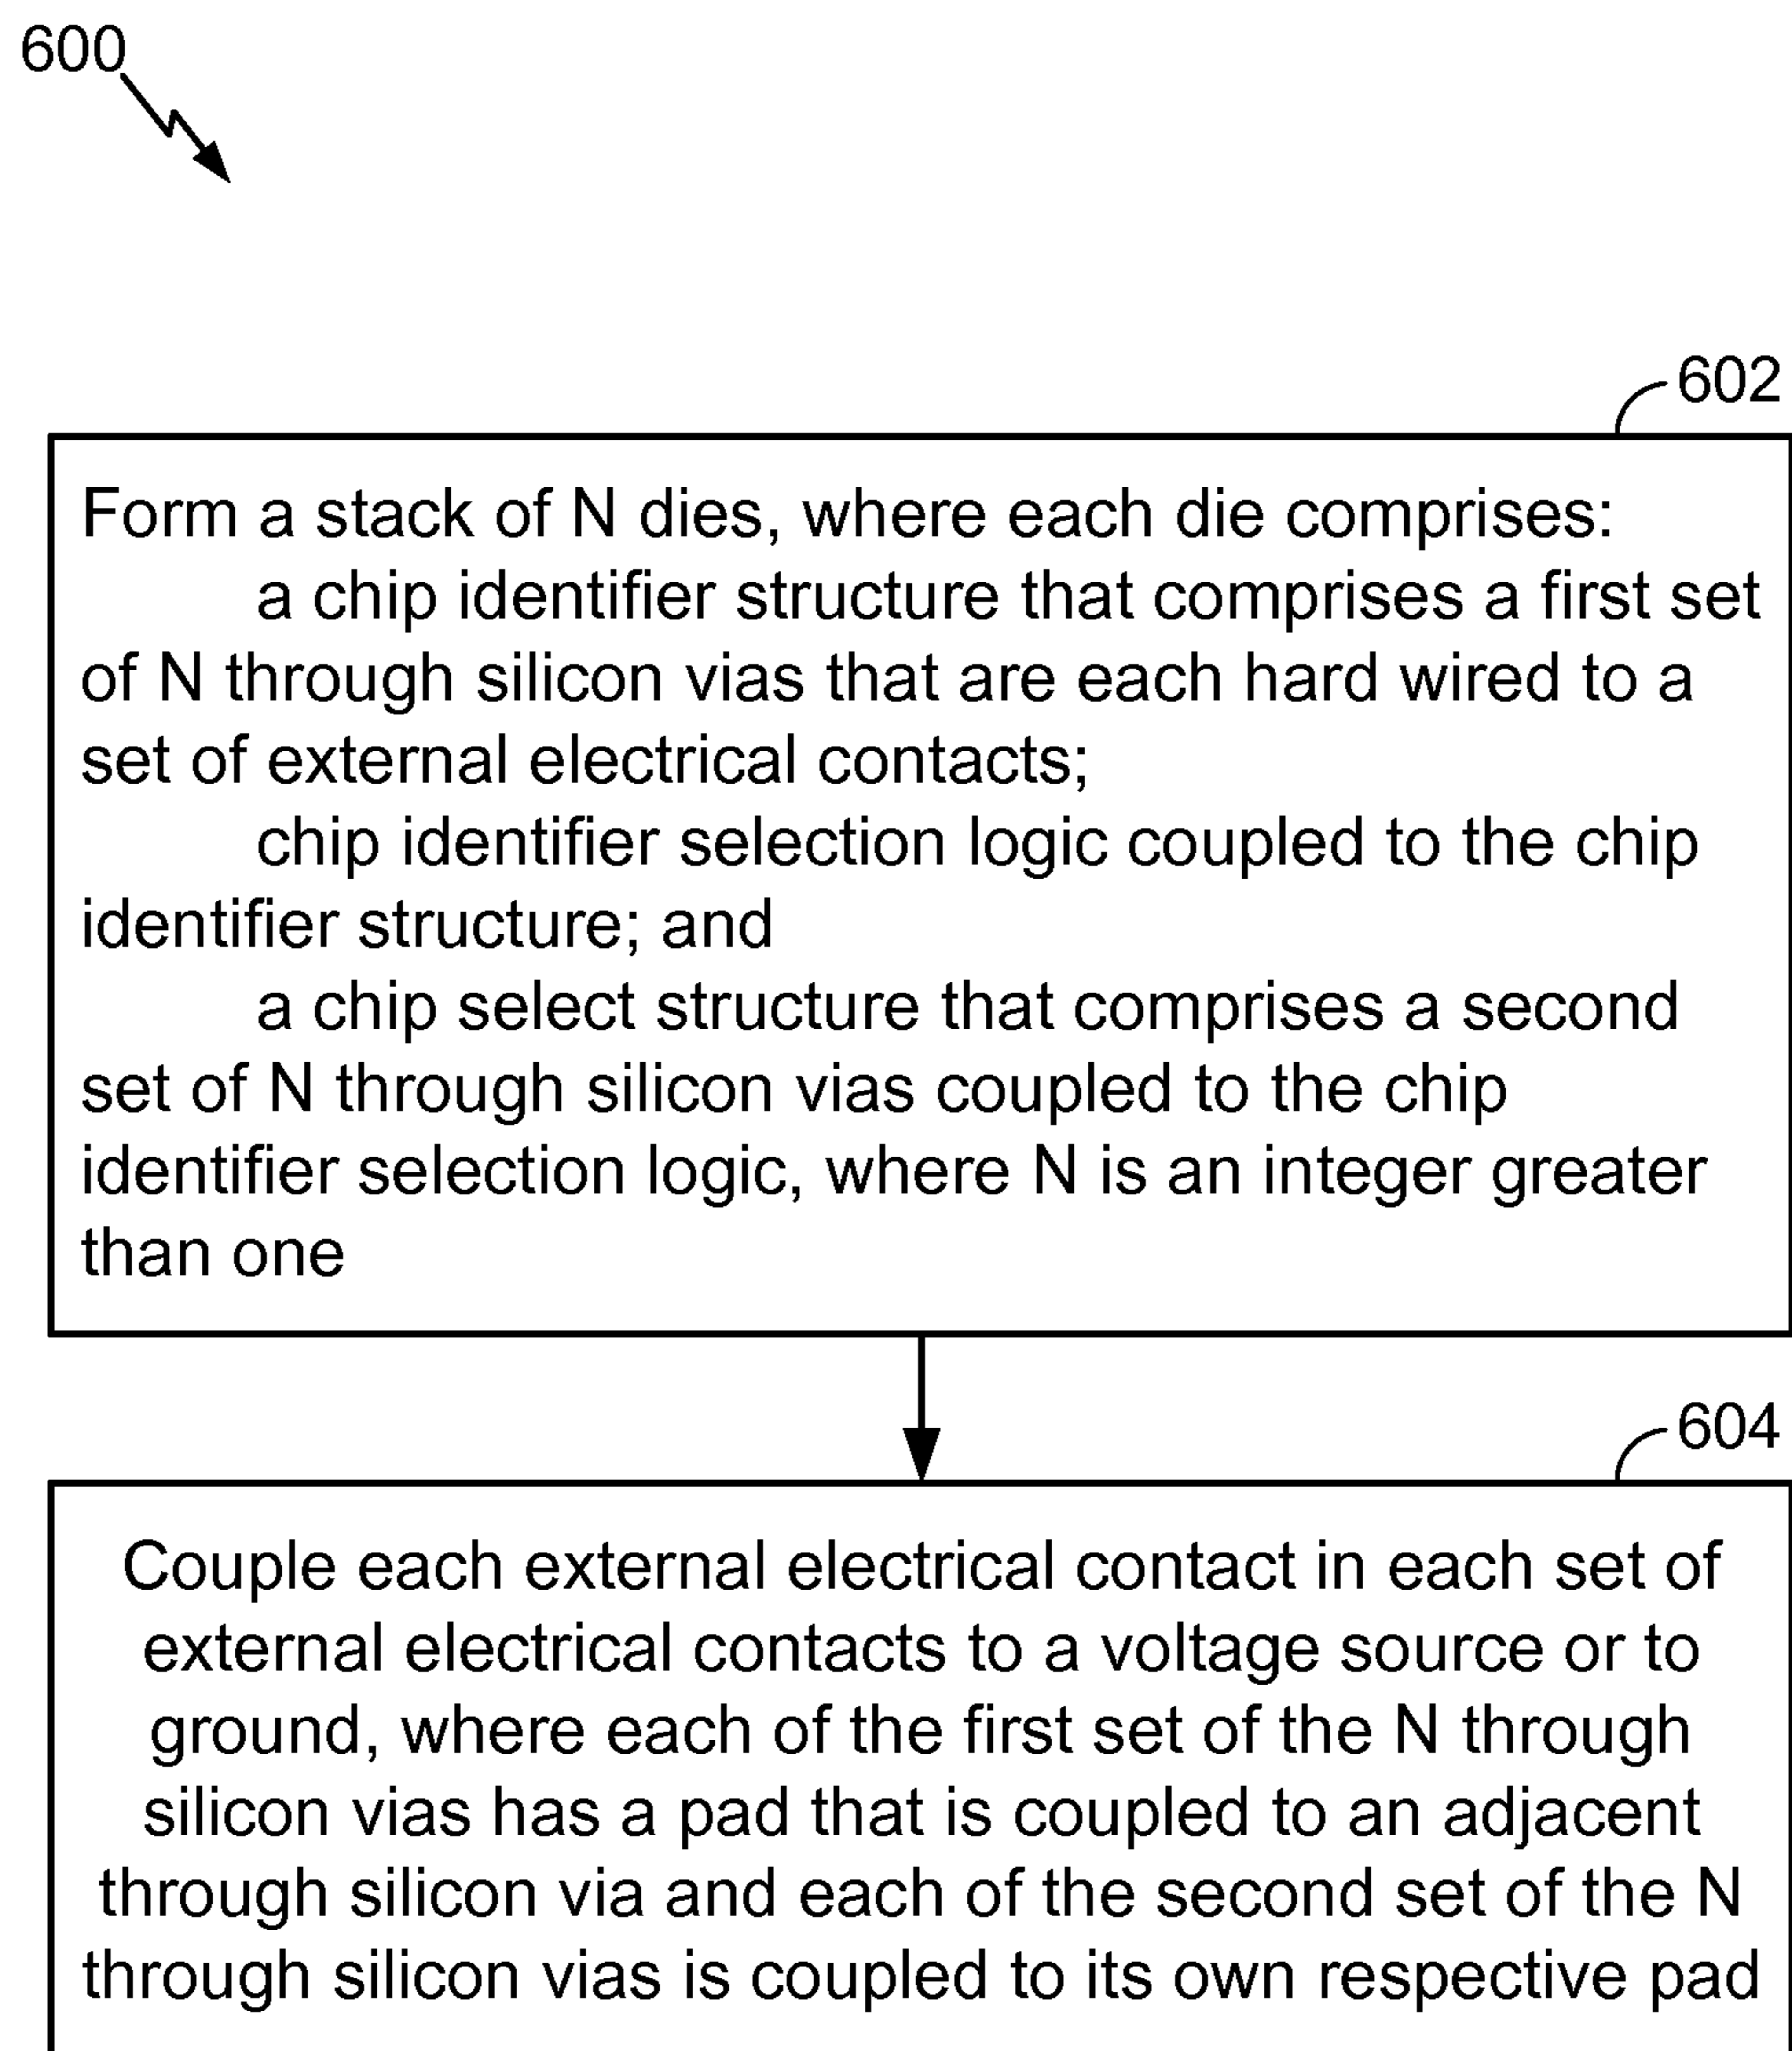 600
602
Form a stack of N dies, where each die comprises:
a chip identifier structure that comprises a first set
of N through silicon vias that are each hard wired to a
set of external electrical contacts;
chip identifier selection logic coupled to the chip
identifier structure; and
a chip select structure that comprises a second
set of N through silicon vias coupled to the chip
identifier selection logic, where N is an integer greater
than one
604
Couple each external electrical contact in each set of
external electrical contacts to a voltage source or to
ground, where each of the first set of the N through
silicon vias has a pad that is coupled to an adjacent
through silicon via and each of the second set of the N
through silicon vias is coupled to its own respective pad